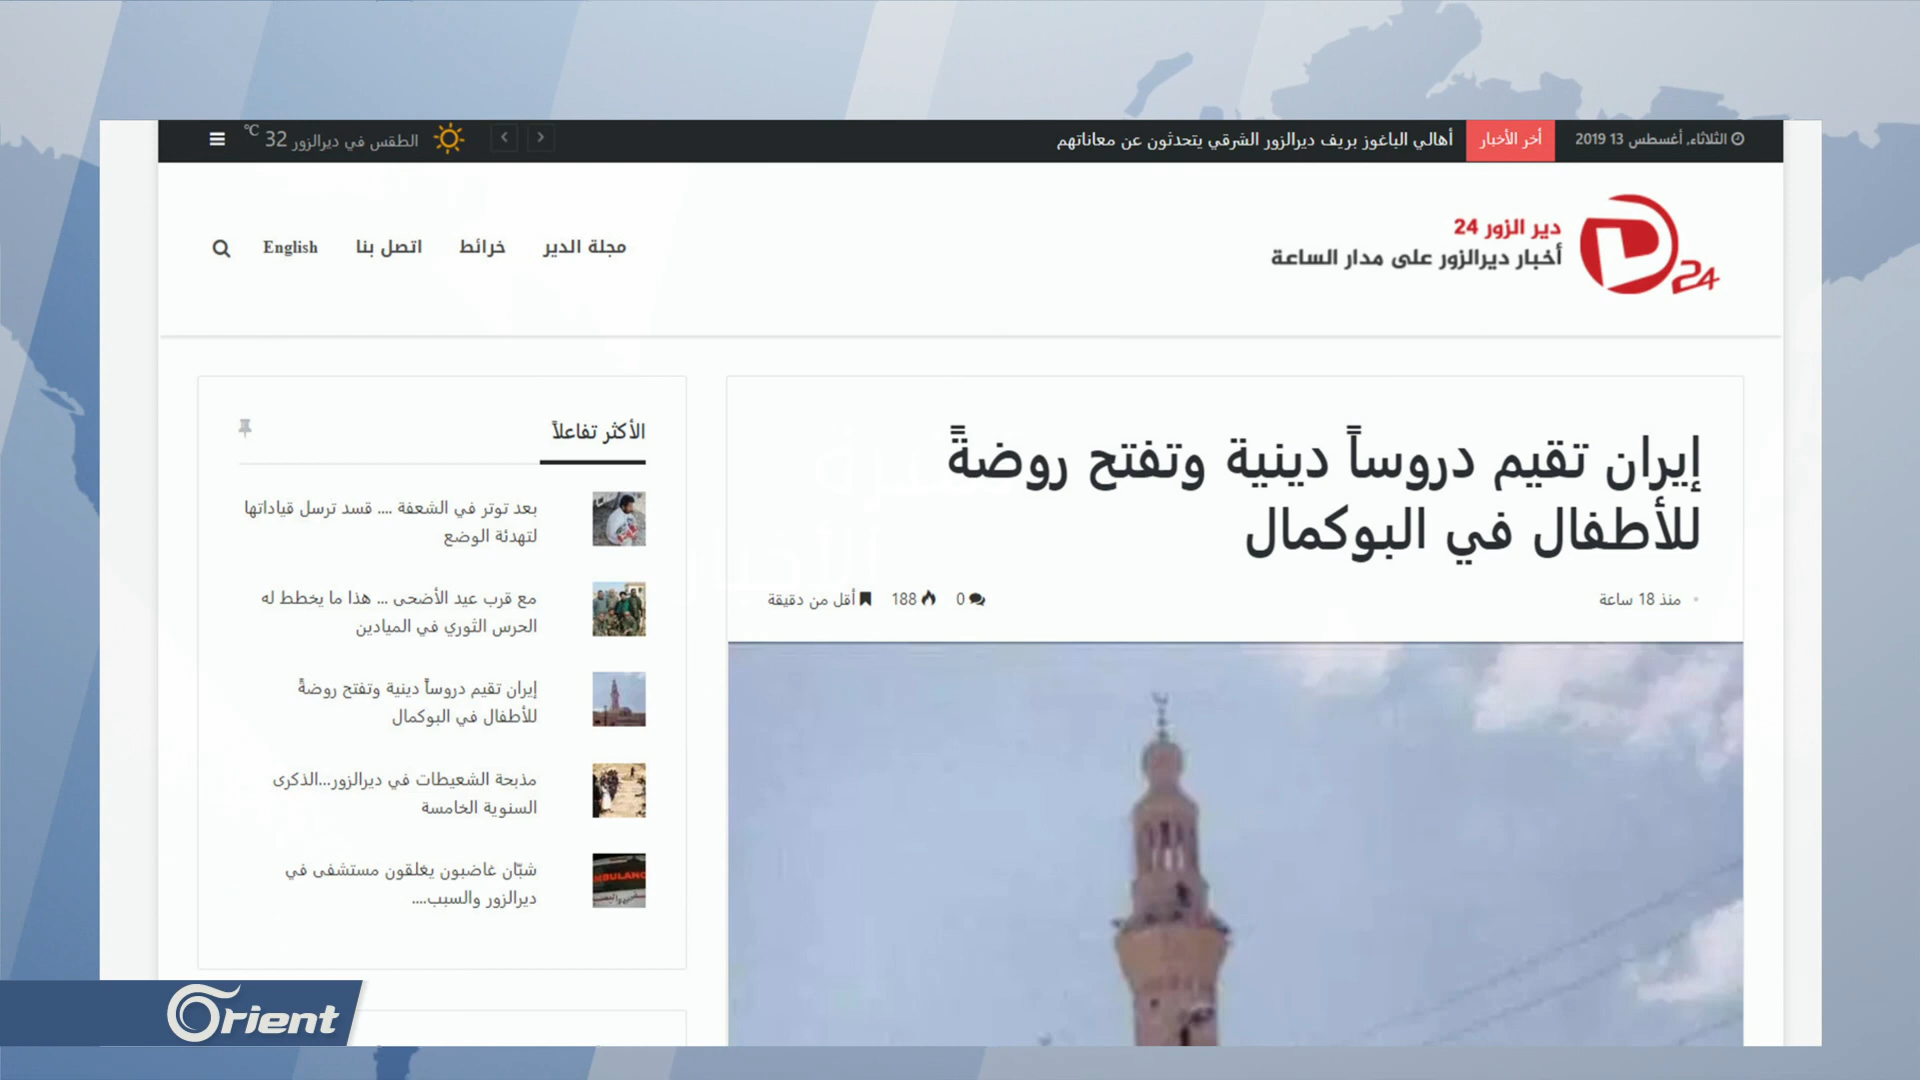 الثلاثاء, أغسطس 13 2019
أخر الأخبار
أهالي الباغوز بريف ديرالزور الشرقي يتحدثون عن معاناتهم
الطقس في ديرالزور 32 ℃
دير الزور 24
أخبار ديرالزور على مدار الساعة
D24
مجلة الدير
خرائط
اتصل بنا
English
إيران تقيم دروساً دينية وتفتح روضةً
للأطفال في البوكمال
منذ 18 ساعة
0
188
أقل من دقيقة
الأكثر تفاعلاً
بعد توتر في الشعفة .... قسد ترسل قياداتها
لتهدئة الوضع
مع قرب عيد الأضحى ... هذا ما يخطط له
الحرس الثوري في الميادين
إيران تقيم دروساً دينية وتفتح روضةً
للأطفال في البوكمال
مذبحة الشعيطات في ديرالزور...الذكرى
السنوية الخامسة
شبّان غاضبون يغلقون مستشفى في
ديرالزور والسبب....
MBULANC
Orient